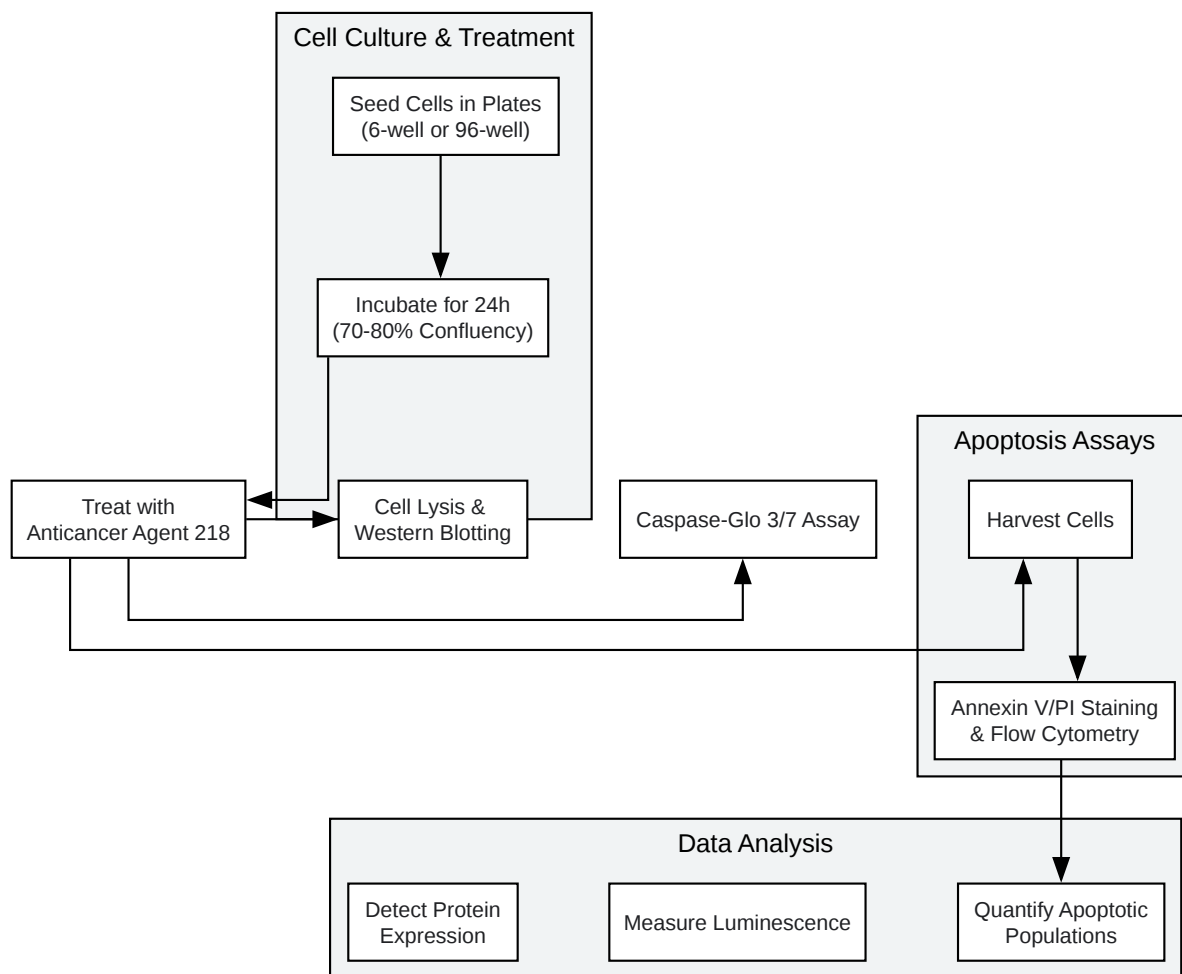 Cell Culture & Treatment
Seed Cells in Plates
(6-well or 96-well)
Incubate for 24h
(70-80% Confluency)
Apoptosis Assays
Treat with
Anticancer Agent 218
Cell Lysis &
Western Blotting
Caspase-Glo 3/7 Assay
Harvest Cells
Annexin V/PI Staining
& Flow Cytometry
Data Analysis
Detect Protein
Expression
Measure Luminescence
Quantify Apoptotic
Populations